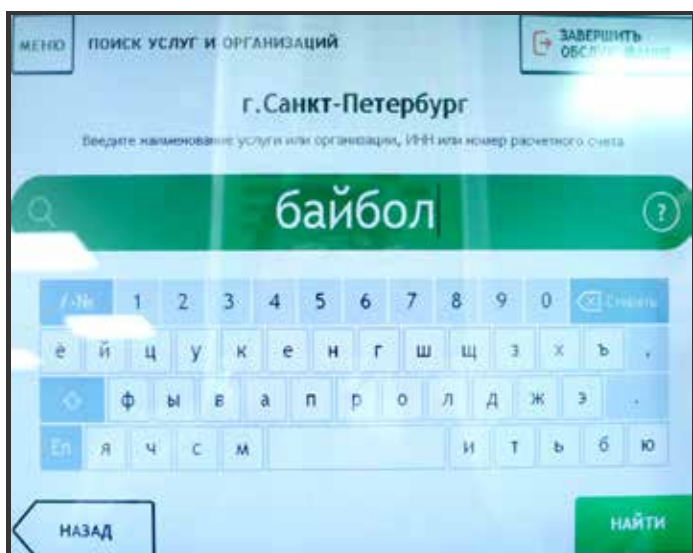 МЕНЮ
ПОИСК УСЛУГ И ОРГАНИЗАЦИЙ
ЗАВЕРШИТЬ
г.Санкт-Петербург
Введите наименование услуги или организации, ИНН или номер расчетного счета
байбол
?
1 2 3 4 5 6 7 8 9 0 Стереть
ё й ц у к е н г ш щ з х ъ ,
ф ы в а п р о л д ж э .
En я ч с м и т ь б ю
НАЗАД
НАЙТИ